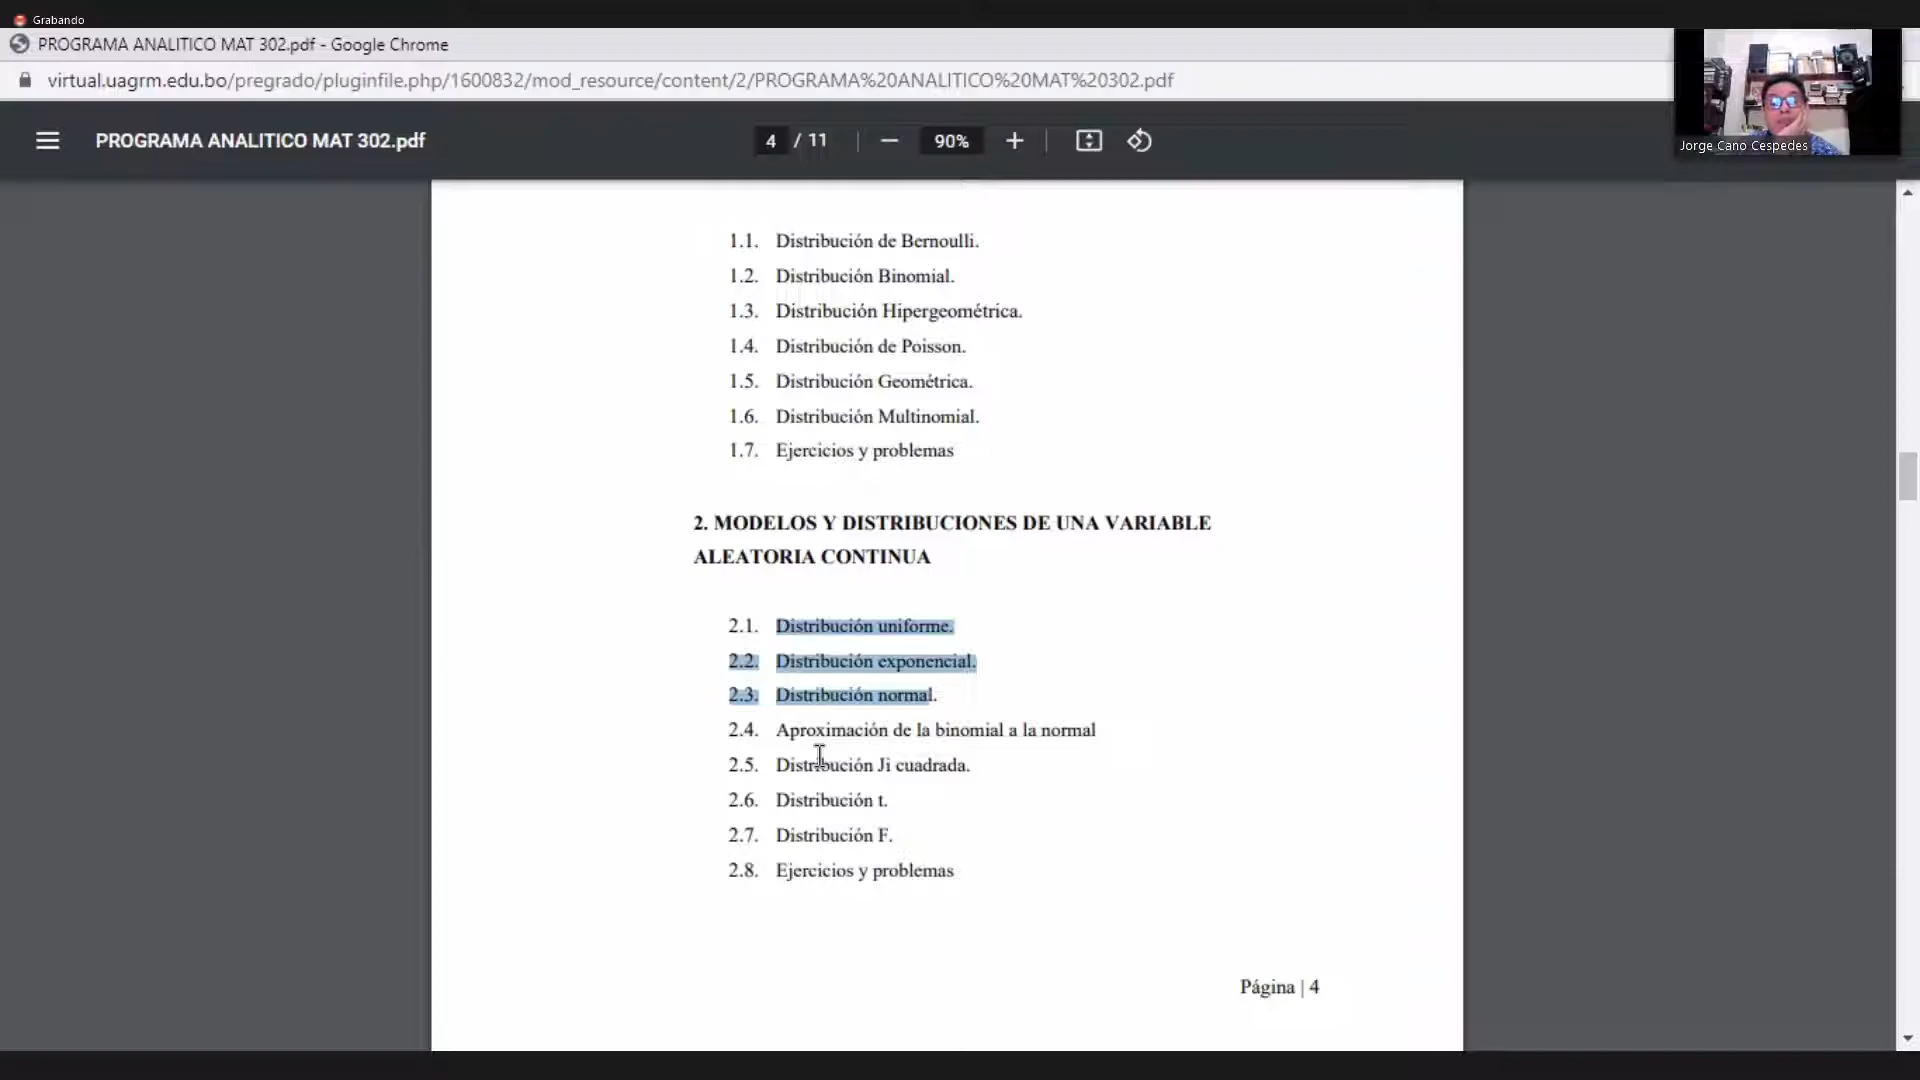 Grabando
PROGRAMA ANALITICO MAT 302.pdf - Google Chrome
virtual.uagrm.edu.bo/pregrado/pluginfile.php/1600832/mod_resource/content/2/PROGRAMA%20ANALITICO%20MAT%20302.pdf
Jorge Cano Cespedes
PROGRAMA ANALITICO MAT 302.pdf
4 / 11
90%
1.1. Distribución de Bernoulli.
1.2. Distribución Binomial.
1.3. Distribución Hipergeométrica.
1.4. Distribución de Poisson.
1.5. Distribución Geométrica.
1.6. Distribución Multinomial.
1.7. Ejercicios y problemas
2. MODELOS Y DISTRIBUCIONES DE UNA VARIABLE
ALEATORIA CONTINUA
2.1. Distribución uniforme.
2.2. Distribución exponencial.
2.3. Distribución normal.
2.4. Aproximación de la binomial a la normal
2.5. Distribución Ji cuadrada.
2.6. Distribución t.
2.7. Distribución F.
2.8. Ejercicios y problemas
Página | 4